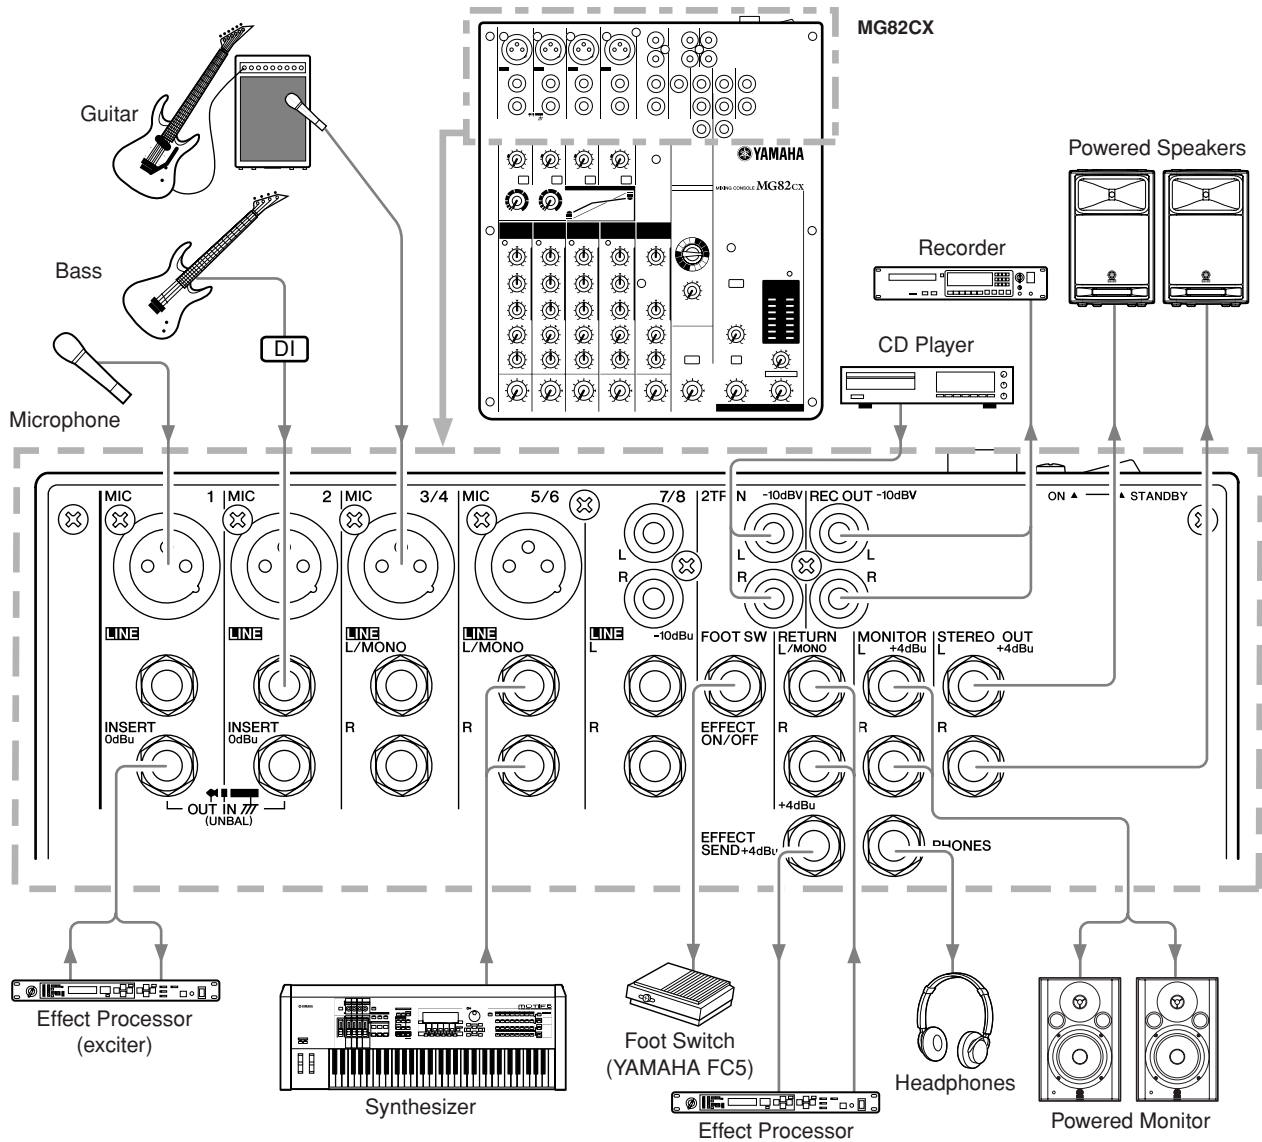 MG82CX
Guitar
YAMAHA
Powered Speakers
MIXING CONSOLE MG82CX
Recorder
Bass
DI
CD Player
Microphone
MIC 1 MIC 2 MIC 3/4 MIC 5/6 7/8 2TR IN -10dBV REC OUT -10dBV
ON ▲ — ▲ STANDBY
L L L
R R R
LINE LINE LINE LINE LINE -10dBu FOOT SW RETURN MONITOR STEREO OUT
L/MONO L/MONO L L/MONO L +4dBu L +4dBu
INSERT INSERT R R R EFFECT R R R
0dBu 0dBu ON/OFF
OUT IN
(UNBAL)
+4dBu
EFFECT
SEND +4dBu
PHONES
Effect Processor
(exciter)
MOTIF
Synthesizer
Foot Switch
(YAMAHA FC5)
Effect Processor
Headphones
Powered Monitor